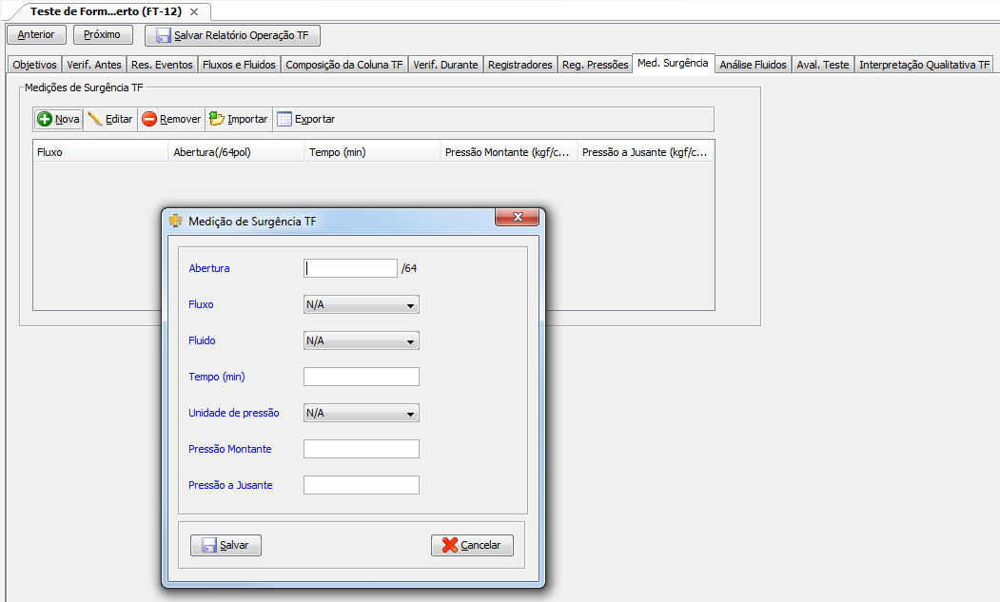 Teste de Form...erto (FT-12)
Anterior Próximo Salvar Relatório Operação TF
Objetivos Verif. Antes Res. Eventos Fluxos e Fluidos Composição da Coluna TF Verif. Durante Registradores Reg. Pressões Med. Surgência Análise Fluidos Aval. Teste Interpretação Qualitativa TF
Medições de Surgência TF
Nova Editar Remover Importar Exportar
Fluxo Abertura(/64pol) Tempo (min) Pressão Montante (kgf/c... Pressão a Jusante (kgf/c...
Medição de Surgência TF
Abertura /64
Fluxo N/A
Fluido N/A
Tempo (min)
Unidade de pressão N/A
Pressão Montante
Pressão a Jusante
Salvar Cancelar